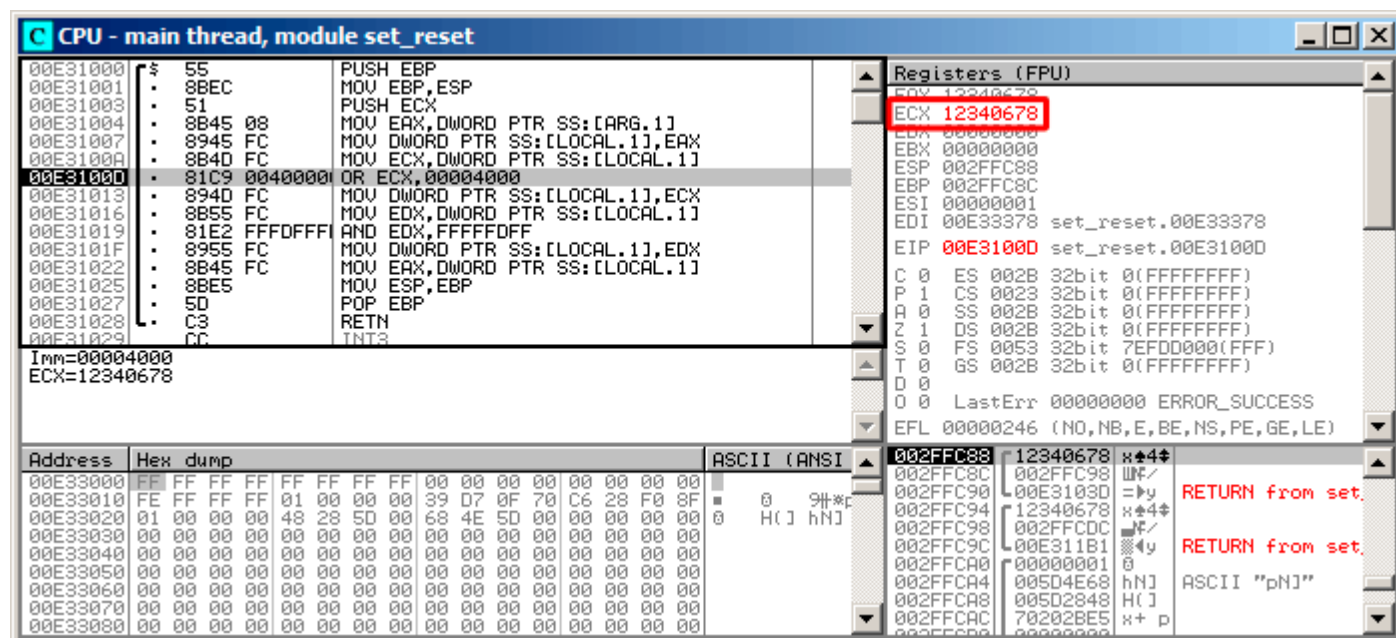 C CPU - main thread, module set_reset
00E31000 $ 55 PUSH EBP
00E31001 · 8BEC MOV EBP,ESP
00E31003 · 51 PUSH ECX
00E31004 · 8B45 08 MOV EAX,DWORD PTR SS:[ARG.1]
00E31007 · 8945 FC MOV DWORD PTR SS:[LOCAL.1],EAX
00E3100A · 8B4D FC MOV ECX,DWORD PTR SS:[LOCAL.1]
00E3100D · 81C9 00400000 OR ECX,00004000
00E31013 · 894D FC MOV DWORD PTR SS:[LOCAL.1],ECX
00E31016 · 8B55 FC MOV EDX,DWORD PTR SS:[LOCAL.1]
00E31019 · 81E2 FFFDFFFF AND EDX,FFFFFDFF
00E3101F · 8955 FC MOV DWORD PTR SS:[LOCAL.1],EDX
00E31022 · 8B45 FC MOV EAX,DWORD PTR SS:[LOCAL.1]
00E31025 · 8BE5 MOV ESP,EBP
00E31027 · 5D POP EBP
00E31028 · C3 RETN
00E31029 CC INT3
Imm=00004000
ECX=12340678
Registers (FPU)
EAX 12340678
ECX 12340678
EDX 00000000
EBX 00000000
ESP 002FFC88
EBP 002FFC8C
ESI 00000001
EDI 00E33378 set_reset.00E33378
EIP 00E3100D set_reset.00E3100D
C 0 ES 002B 32bit 0(FFFFFFFF)
P 1 CS 0023 32bit 0(FFFFFFFF)
A 0 SS 002B 32bit 0(FFFFFFFF)
Z 1 DS 002B 32bit 0(FFFFFFFF)
S 0 FS 0053 32bit 7EFDD000(FFF)
T 0 GS 002B 32bit 0(FFFFFFFF)
D 0
O 0 LastErr 00000000 ERROR_SUCCESS
EFL 00000246 (NO,NB,E,BE,NS,PE,GE,LE)
Address Hex dump ASCII (ANSI
00E33000 FF FF FF FF FF FF FF FF 00 00 00 00 00 00 00 00
00E33010 FE FF FF FF 01 00 00 00 39 D7 0F 70 C6 28 F0 8F
00E33020 01 00 00 00 48 28 5D 00 68 4E 5D 00 00 00 00 00 H(] hN]
00E33030 00 00 00 00 00 00 00 00 00 00 00 00 00 00 00 00
00E33040 00 00 00 00 00 00 00 00 00 00 00 00 00 00 00 00
00E33050 00 00 00 00 00 00 00 00 00 00 00 00 00 00 00 00
00E33060 00 00 00 00 00 00 00 00 00 00 00 00 00 00 00 00
00E33070 00 00 00 00 00 00 00 00 00 00 00 00 00 00 00 00
00E33080 00 00 00 00 00 00 00 00 00 00 00 00 00 00 00 00
002FFC88 12340678 x♠4‡
002FFC8C 002FFC98
002FFC90 00E3103D =►y RETURN from set_
002FFC94 12340678 x♠4‡
002FFC98 002FFCDC
002FFC9C 00E311B1 ▒◄y RETURN from set_
002FFCA0 00000001
002FFCA4 005D4E68 hN] ASCII "pN]"
002FFCA8 005D2848 H(]
002FFCAC 70202BE5 x+ p